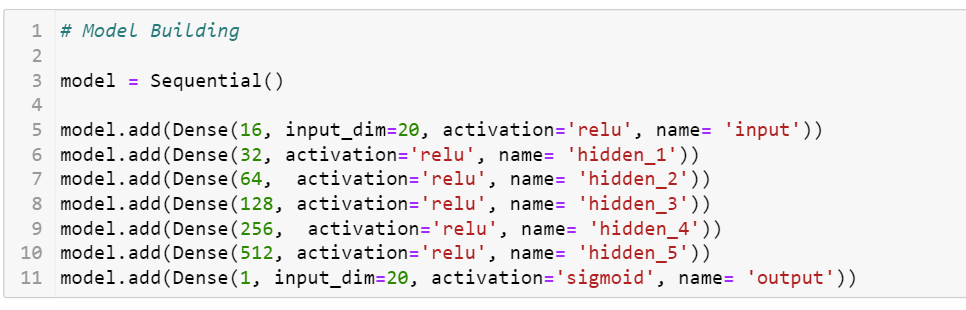 1 # Model Building
2
3 model = Sequential()
4
5 model.add(Dense(16, input_dim=20, activation='relu', name= 'input'))
6 model.add(Dense(32, activation='relu', name= 'hidden_1'))
7 model.add(Dense(64,  activation='relu', name= 'hidden_2'))
8 model.add(Dense(128, activation='relu', name= 'hidden_3'))
9 model.add(Dense(256,  activation='relu', name= 'hidden_4'))
10 model.add(Dense(512, activation='relu', name= 'hidden_5'))
11 model.add(Dense(1, input_dim=20, activation='sigmoid', name= 'output'))